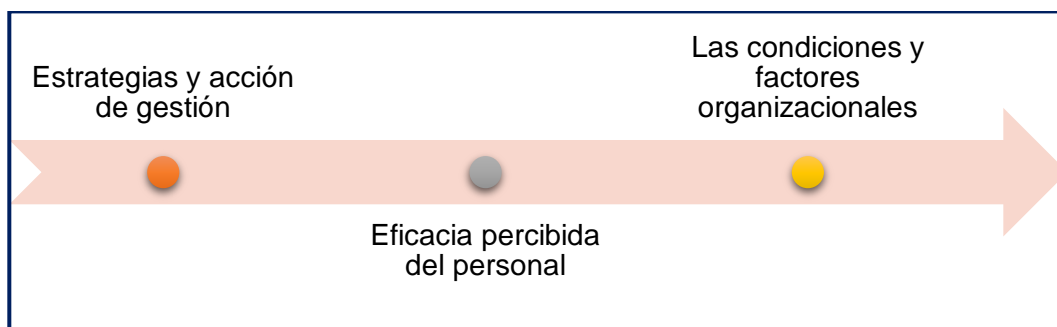 Estrategias y acción
de gestión
Eficacia percibida
del personal
Las condiciones y
factores
organizacionales